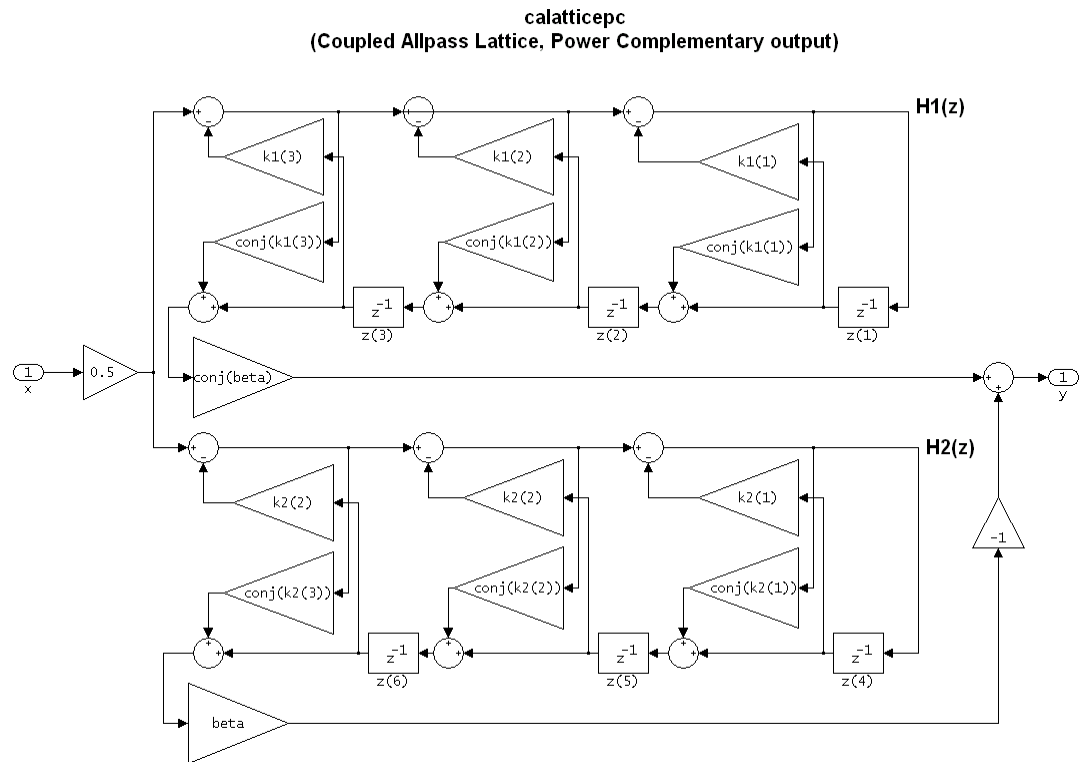 calatticepc
(Coupled Allpass Lattice, Power Complementary output)
H1(z)
k1(3)
k1(2)
k1(1)
conj(k1(3))
conj(k1(2))
conj(k1(1))
z-1
z(3)
z-1
z(2)
z-1
z(1)
1
x
0.5
conj(beta)
1
y
H2(z)
k2(2)
k2(2)
k2(1)
-1
conj(k2(3))
conj(k2(2))
conj(k2(1))
z-1
z(6)
z-1
z(5)
z-1
z(4)
beta